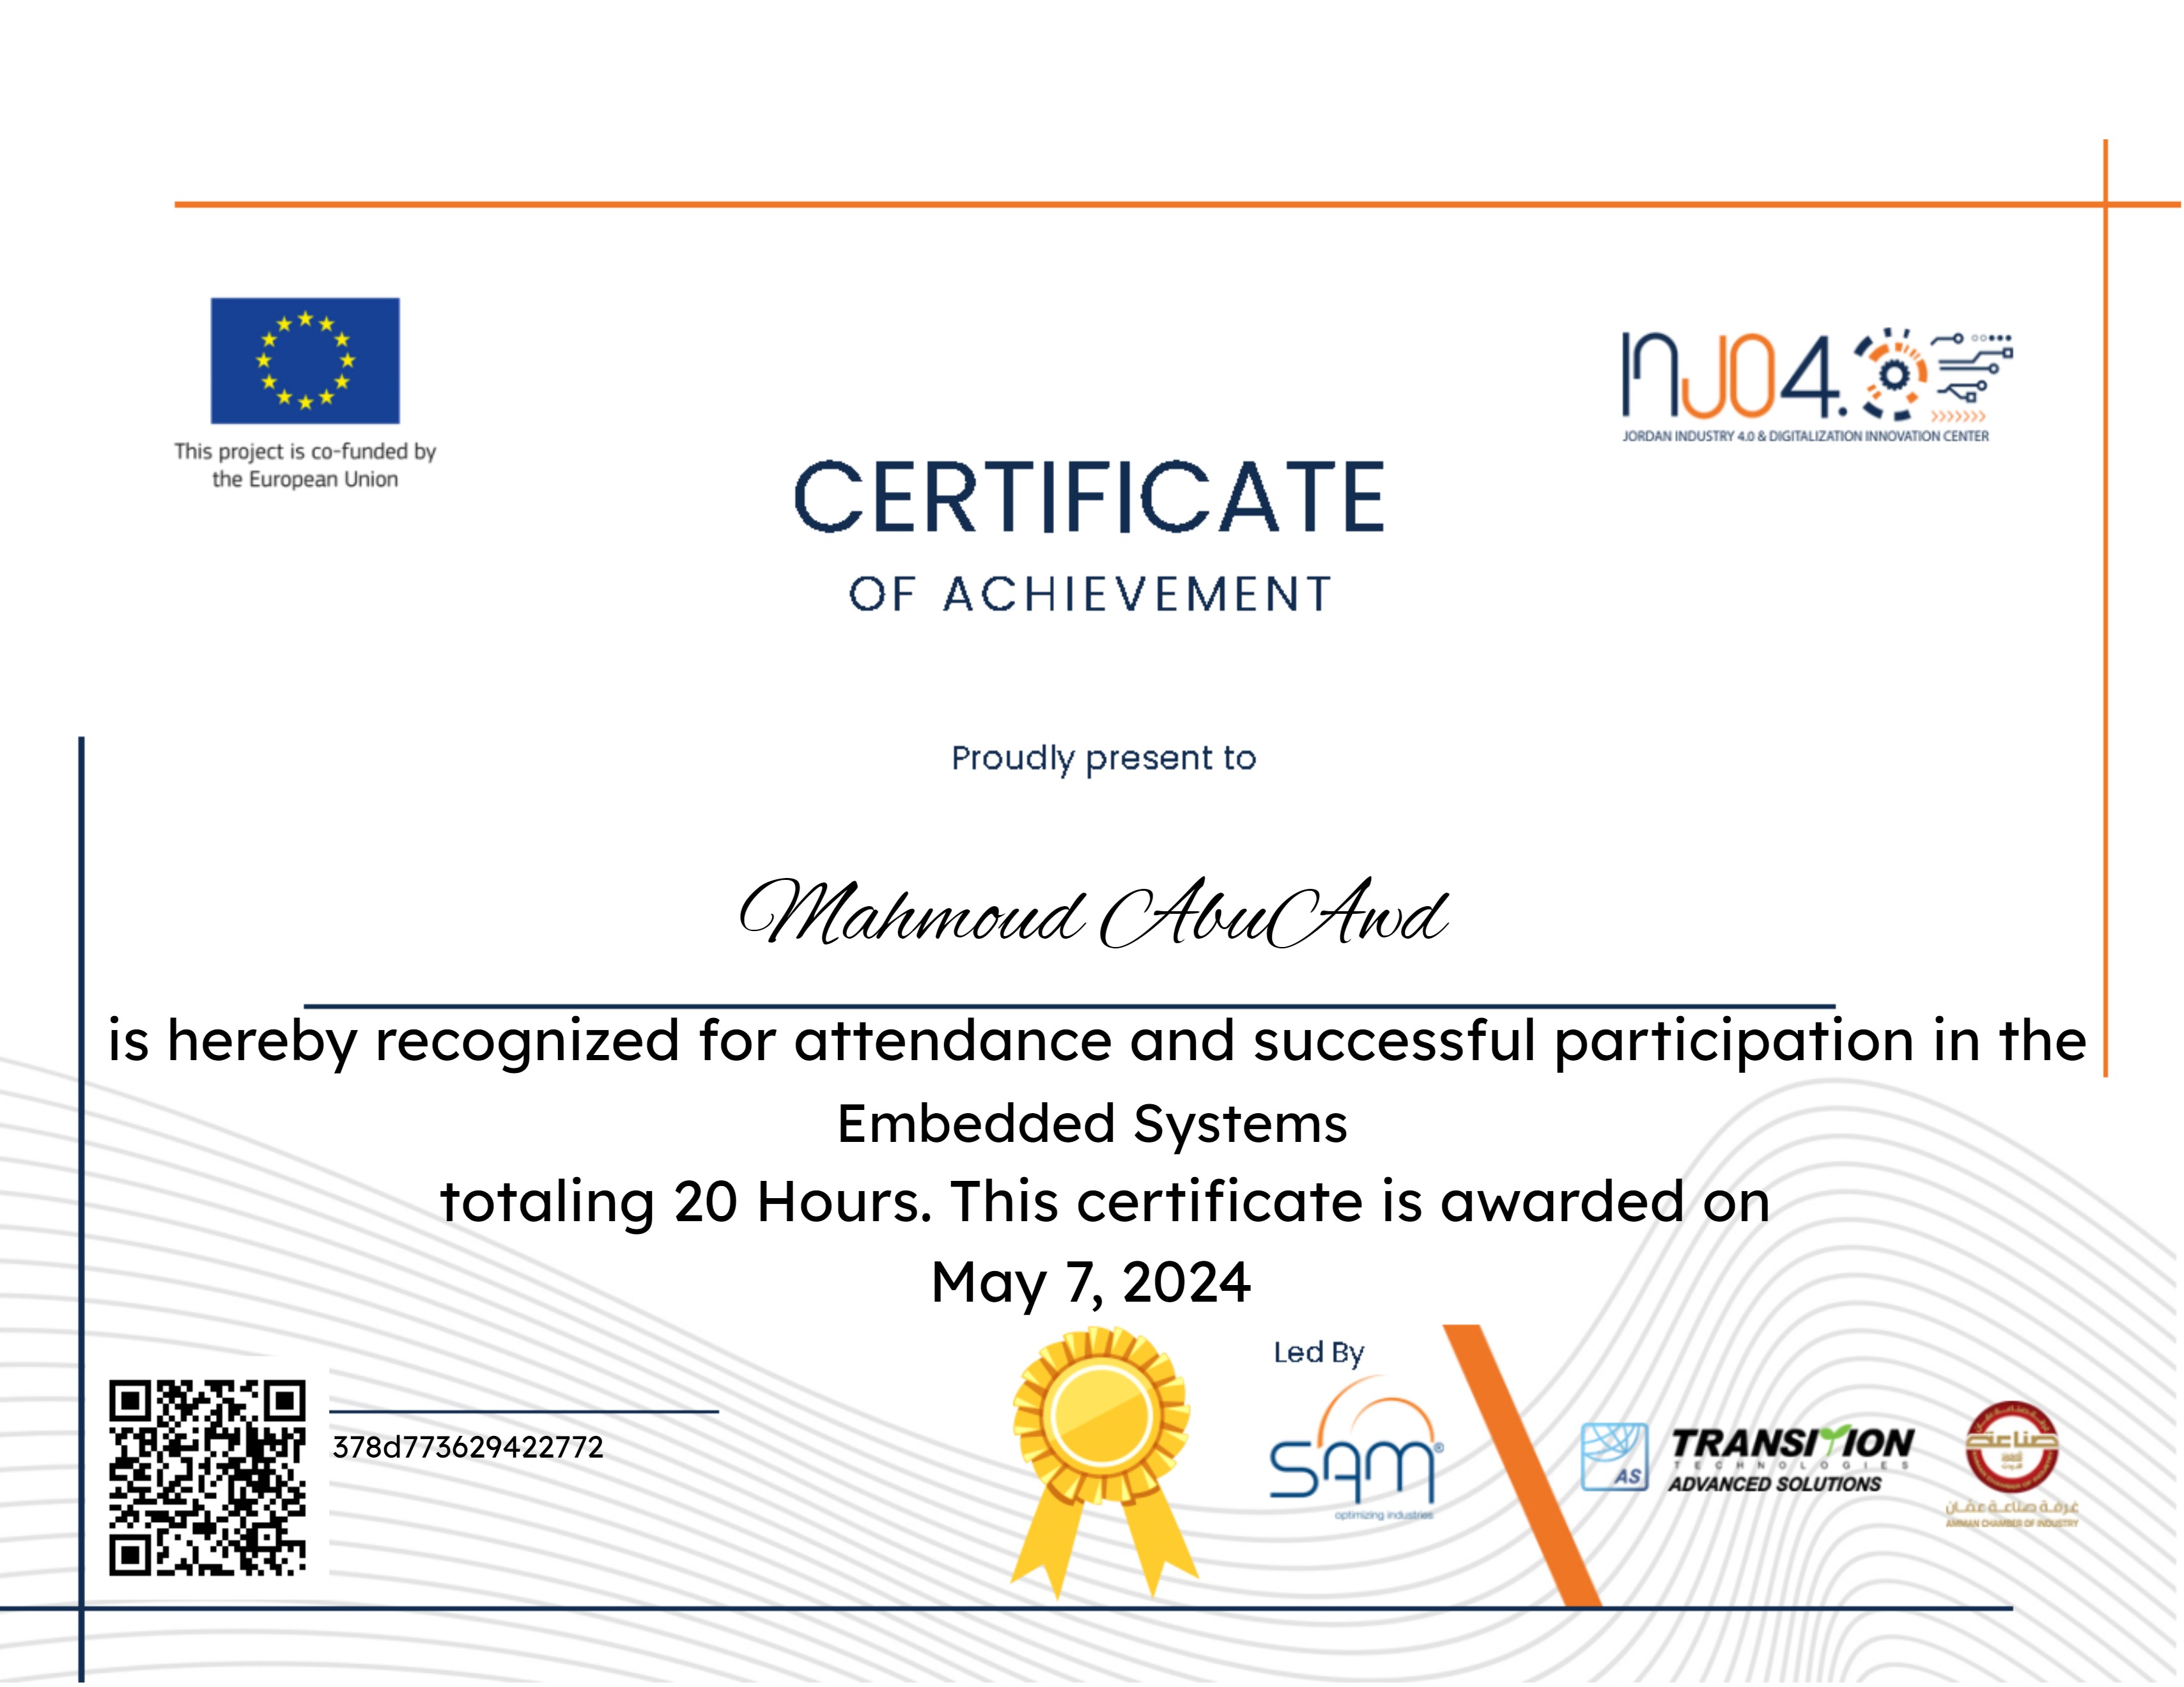 This project is co-funded by
the European Union
INJO4.0
JORDAN INDUSTRY 4.0 & DIGITALIZATION INNOVATION CENTER
CERTIFICATE
OF ACHIEVEMENT
Proudly present to
Mahmoud AbuAwd
is hereby recognized for attendance and successful participation in the
Embedded Systems
totaling 20 Hours. This certificate is awarded on
May 7, 2024
378d773629422772
Led By
SAM®
optimizing industries
AS
TRANSITION
TECHNOLOGIES
ADVANCED SOLUTIONS
صناعة
غرفة صناعة عمّان
AMMAN CHAMBER OF INDUSTRY